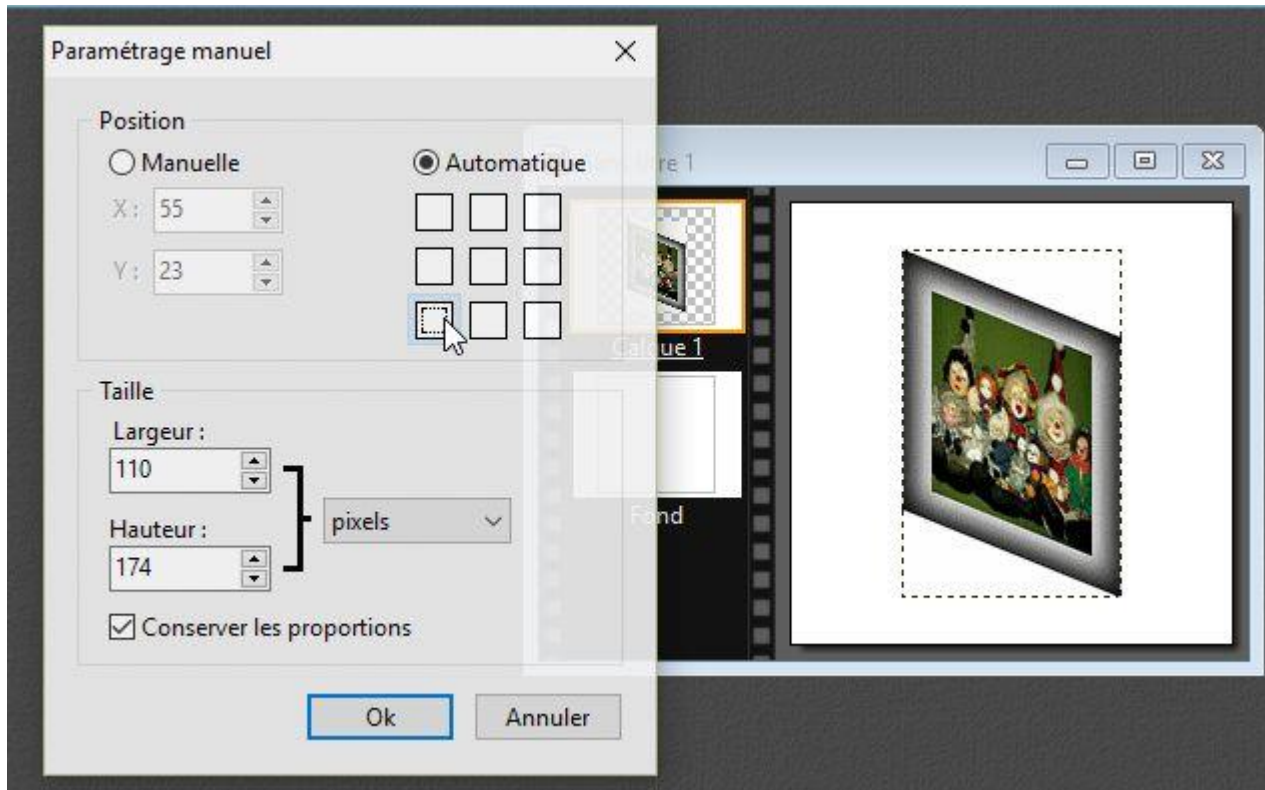 Paramétrage manuel
Position
Manuelle
Automatique
X : 55
Y : 23
Taille
Largeur :
110
Hauteur :
174
pixels
Conserver les proportions
Ok
Annuler
1
Calque 1
Fond